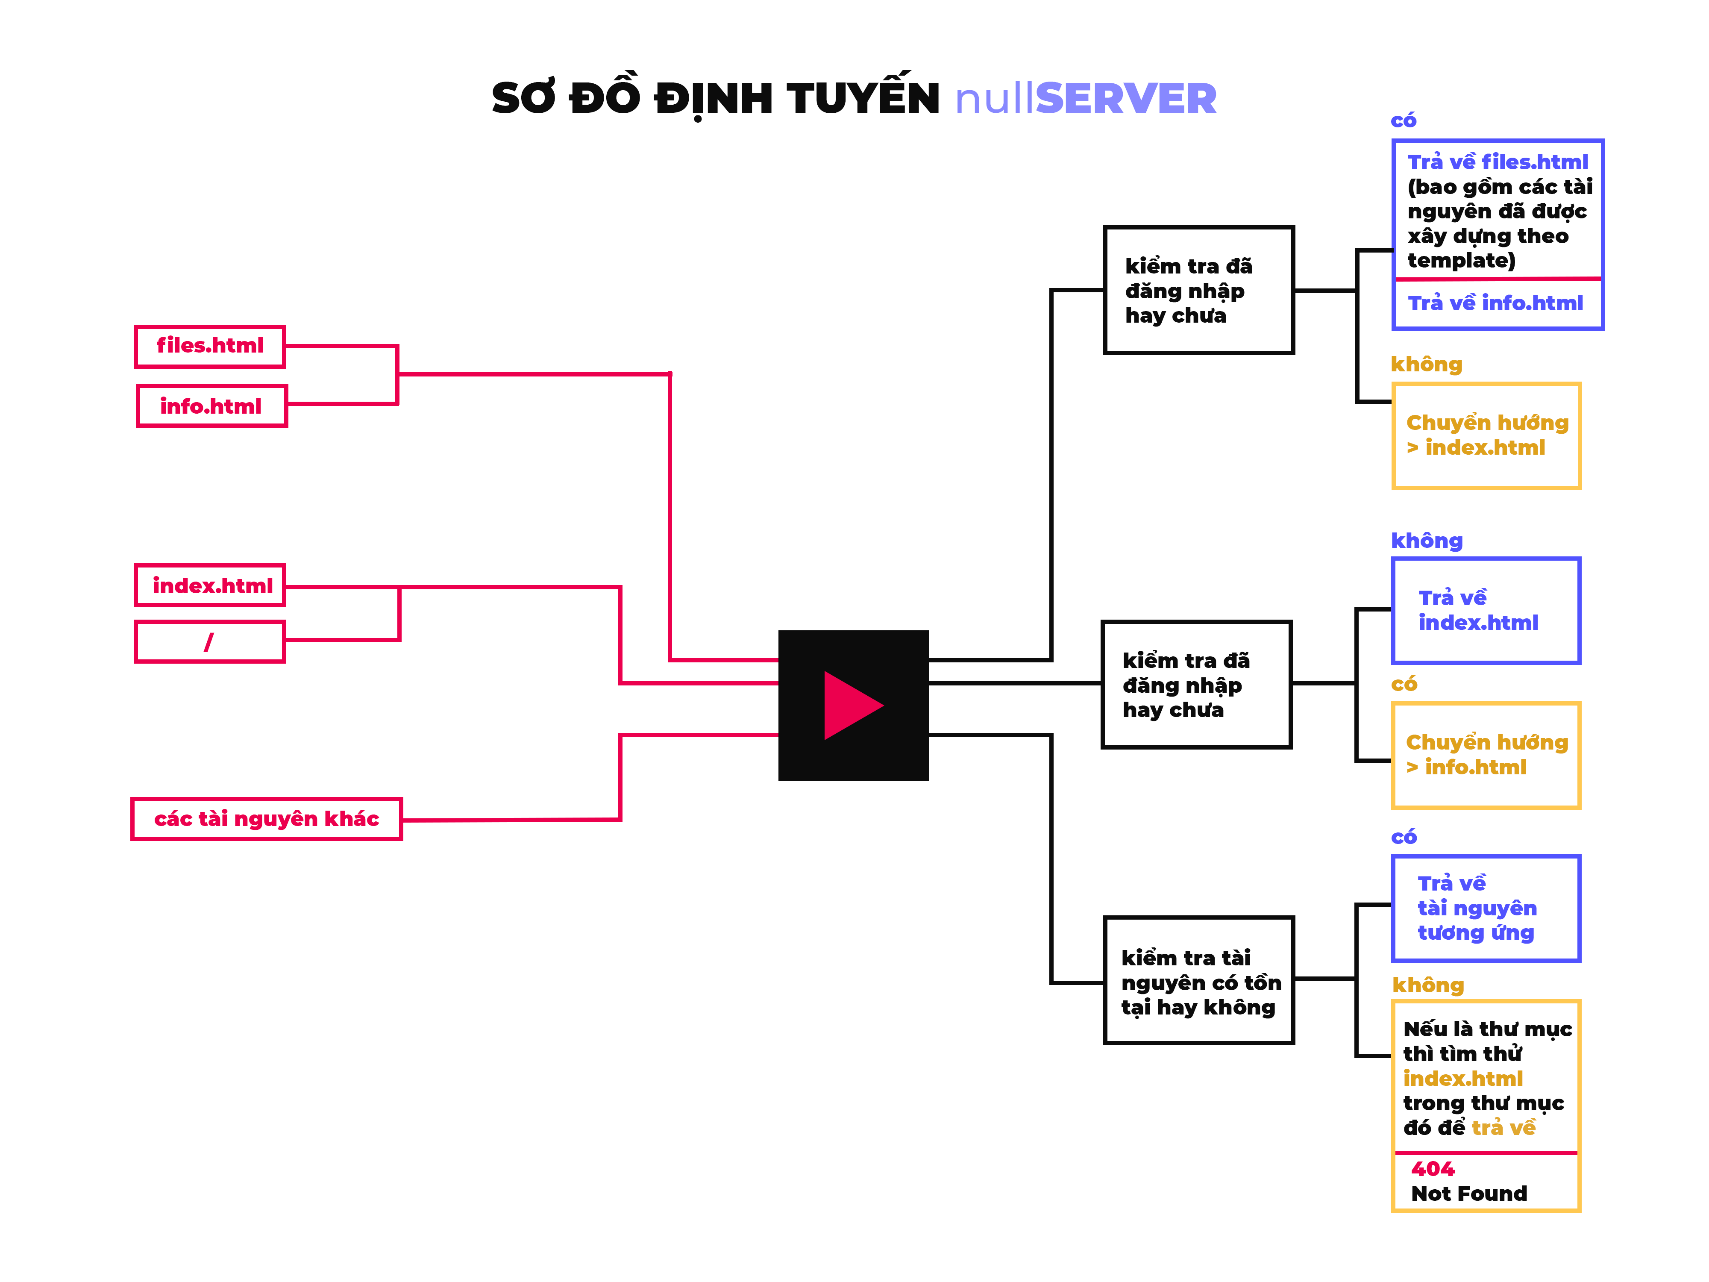 SƠ ĐỒ ĐỊNH TUYẾN nullSERVER
files.html
info.html
index.html
/
các tài nguyên khác
kiểm tra đã
đăng nhập
hay chưa
có
Trả về files.html
(bao gồm các tài
nguyên đã được
xây dựng theo
template)
Trả về info.html
không
Chuyển hướng
> index.html
kiểm tra đã
đăng nhập
hay chưa
không
Trả về
index.html
có
Chuyển hướng
> info.html
kiểm tra tài
nguyên có tồn
tại hay không
có
Trả về
tài nguyên
tương ứng
không
Nếu là thư mục
thì tìm thử
index.html
trong thư mục
đó để trả về
404
Not Found